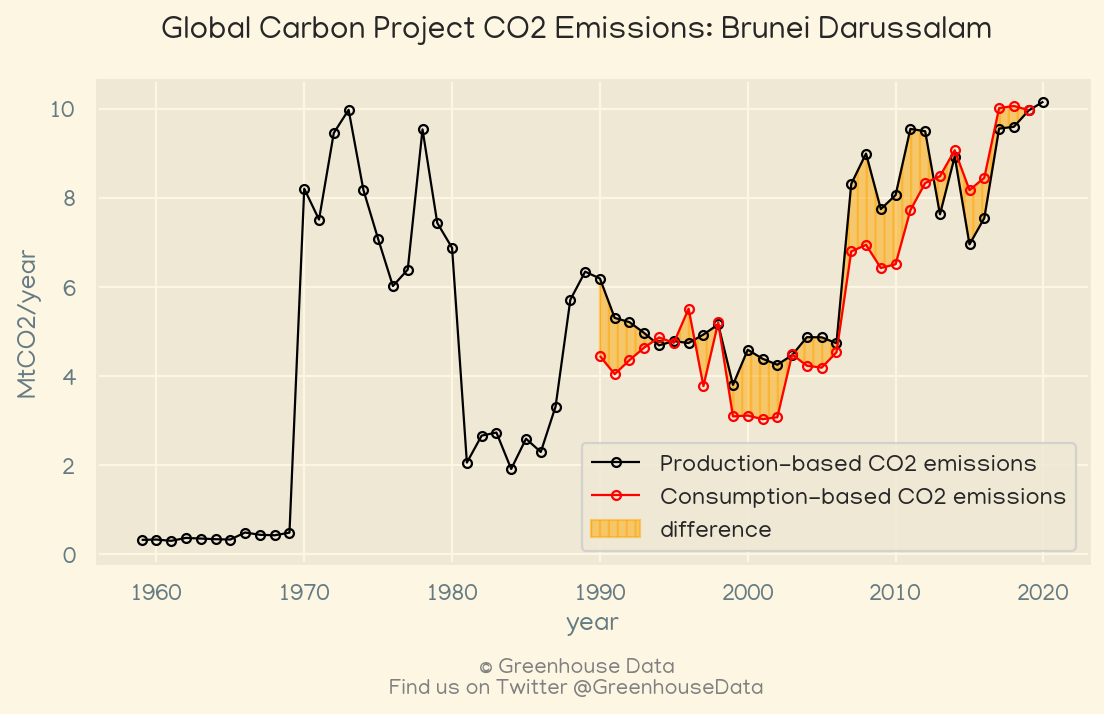 Global Carbon Project CO2 Emissions: Brunei Darussalam
10
8
6
4
2
0
MtCO2/year
Production-based CO2 emissions
Consumption-based CO2 emissions
difference
1960 1970 1980 1990 2000 2010 2020
year
© Greenhouse Data
Find us on Twitter @GreenhouseData